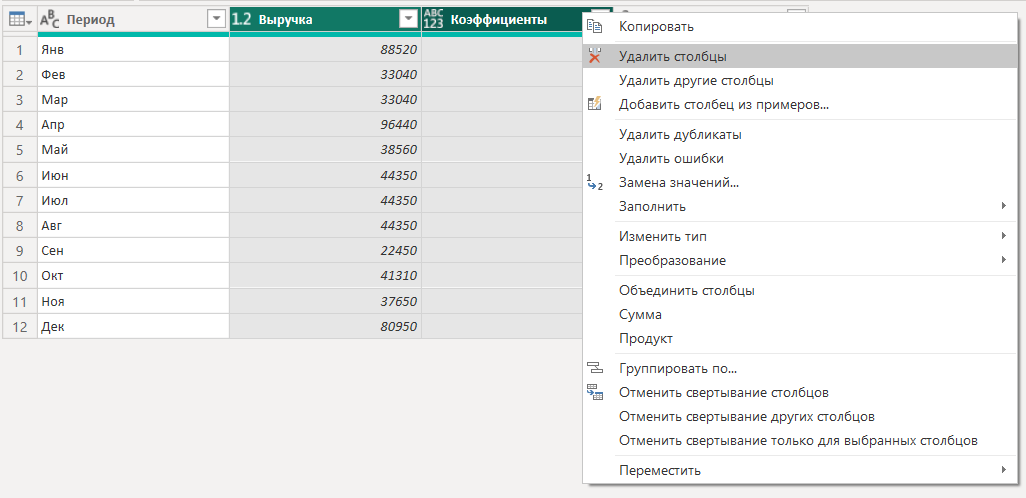 ABC Период 1.2 Выручка ABC 123 Коэффициенты
1 Янв 88520
2 Фев 33040
3 Мар 33040
4 Апр 96440
5 Май 38560
6 Июн 44350
7 Июл 44350
8 Авг 44350
9 Сен 22450
10 Окт 41310
11 Ноя 37650
12 Дек 80950
Копировать
Удалить столбцы
Удалить другие столбцы
Добавить столбец из примеров...
Удалить дубликаты
Удалить ошибки
1 2 Замена значений...
Заполнить
Изменить тип
Преобразование
Объединить столбцы
Сумма
Продукт
Группировать по...
Отменить свертывание столбцов
Отменить свертывание других столбцов
Отменить свертывание только для выбранных столбцов
Переместить